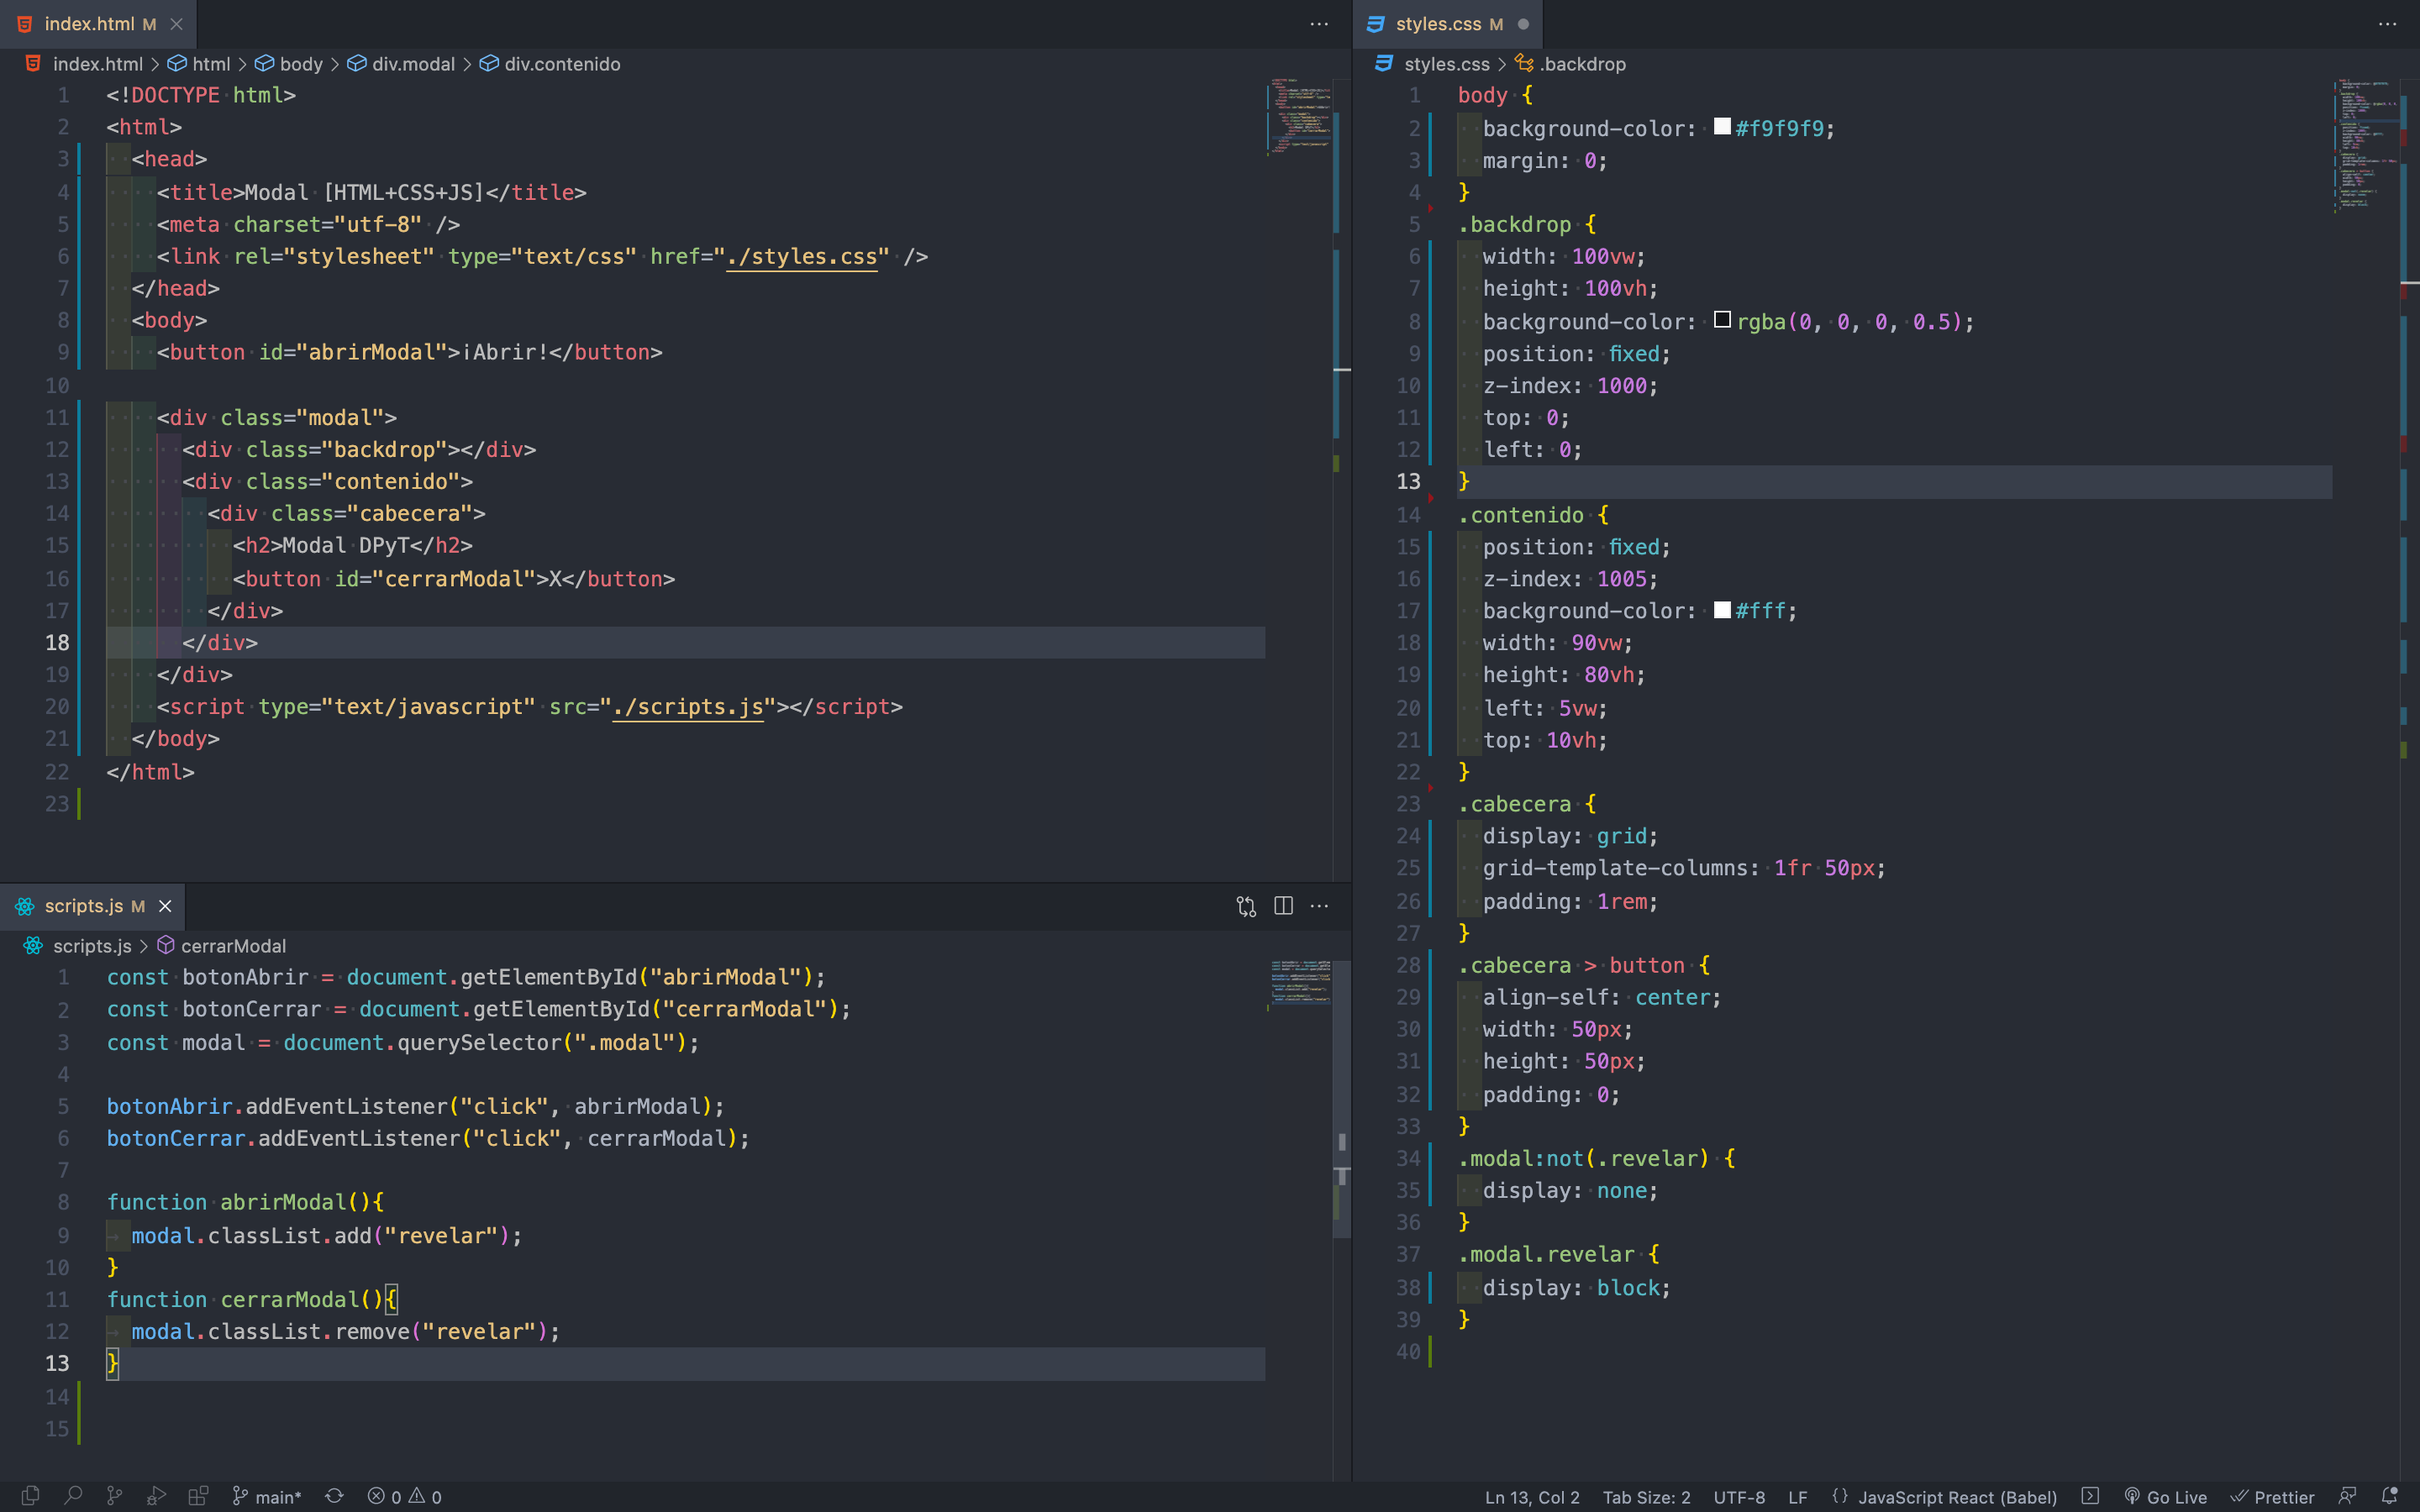 index.html M
index.html > html > body > div.modal > div.contenido
1 <!DOCTYPE html>
2 <html>
3 <head>
4 <title>Modal [HTML+CSS+JS]</title>
5 <meta charset="utf-8" />
6 <link rel="stylesheet" type="text/css" href="./styles.css" />
7 </head>
8 <body>
9 <button id="abrirModal">¡Abrir!</button>
10
11 <div class="modal">
12 <div class="backdrop"></div>
13 <div class="contenido">
14 <div class="cabecera">
15 <h2>Modal DPyT</h2>
16 <button id="cerrarModal">X</button>
17 </div>
18 </div>
19 </div>
20 <script type="text/javascript" src="./scripts.js"></script>
21 </body>
22 </html>
23
scripts.js M
scripts.js > cerrarModal
1 const botonAbrir = document.getElementById("abrirModal");
2 const botonCerrar = document.getElementById("cerrarModal");
3 const modal = document.querySelector(".modal");
4
5 botonAbrir.addEventListener("click", abrirModal);
6 botonCerrar.addEventListener("click", cerrarModal);
7
8 function abrirModal(){
9 modal.classList.add("revelar");
10 }
11 function cerrarModal(){
12 modal.classList.remove("revelar");
13 }
14
15
styles.css M
styles.css > .backdrop
1 body {
2 background-color: #f9f9f9;
3 margin: 0;
4 }
5 .backdrop {
6 width: 100vw;
7 height: 100vh;
8 background-color: rgba(0, 0, 0, 0.5);
9 position: fixed;
10 z-index: 1000;
11 top: 0;
12 left: 0;
13 }
14 .contenido {
15 position: fixed;
16 z-index: 1005;
17 background-color: #fff;
18 width: 90vw;
19 height: 80vh;
20 left: 5vw;
21 top: 10vh;
22 }
23 .cabecera {
24 display: grid;
25 grid-template-columns: 1fr 50px;
26 padding: 1rem;
27 }
28 .cabecera > button {
29 align-self: center;
30 width: 50px;
31 height: 50px;
32 padding: 0;
33 }
34 .modal:not(.revelar) {
35 display: none;
36 }
37 .modal.revelar {
38 display: block;
39 }
40
main* 0 0 Ln 13, Col 2 Tab Size: 2 UTF-8 LF {} JavaScript React (Babel) Go Live Prettier